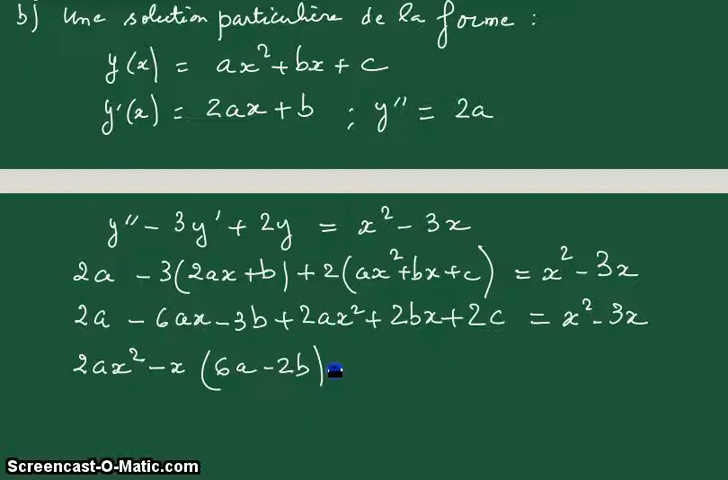 b) Une solution particulière de la forme :
y(x) = ax² + bx + c
y'(x) = 2ax + b ; y'' = 2a
y'' - 3y' + 2y = x² - 3x
2a - 3(2ax+b) + 2(ax²+bx+c) = x² - 3x
2a - 6ax - 3b + 2ax² + 2bx + 2c = x² - 3x
2ax² - x (6a - 2b)
Screencast-O-Matic.com